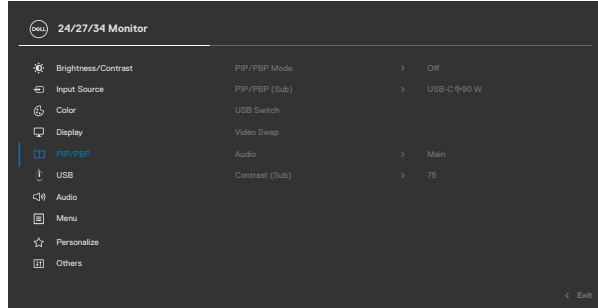 DELL 24/27/34 Monitor
Brightness/Contrast PIP/PBP Mode > Off
Input Source PIP/PBP (Sub) > USB-C 90 W
Color USB Switch
Display Video Swap
PIP/PBP Audio > Main
USB Contrast (Sub) > 75
Audio
Menu
Personalize
Others
< Exit